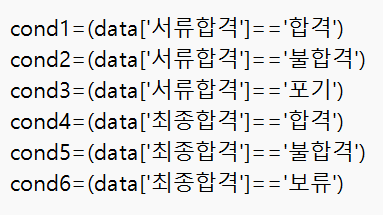 cond1=(data['서류합격']=='합격')
cond2=(data['서류합격']=='불합격')
cond3=(data['서류합격']=='포기')
cond4=(data['최종합격']=='합격')
cond5=(data['최종합격']=='불합격')
cond6=(data['최종합격']=='보류')